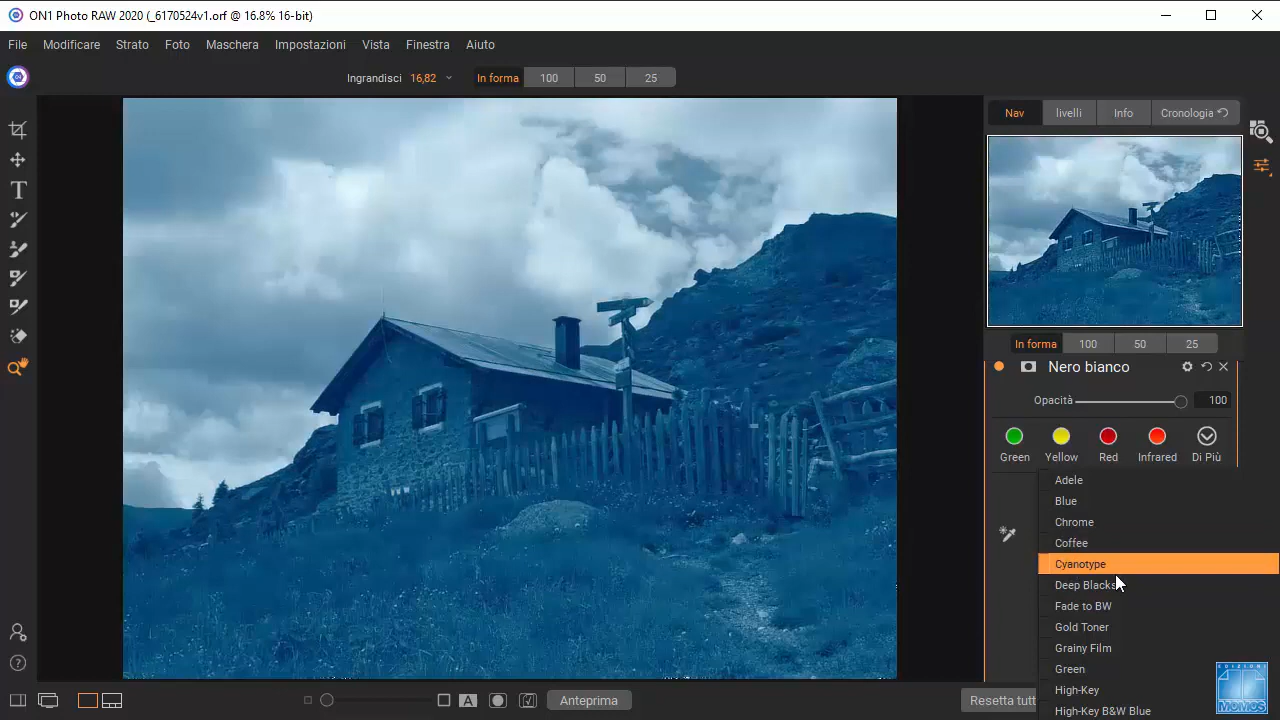 ON1 Photo RAW 2020 (_6170524v1.orf @ 16.8% 16-bit)
File Modificare Strato Foto Maschera Impostazioni Vista Finestra Aiuto
Ingrandisci 16,82 In forma 100 50 25
Nav livelli Info Cronologia
T
In forma 100 50 25
Nero bianco
Opacità 100
Green Yellow Red Infrared Di Più
Adele
Blue
Chrome
Coffee
Cyanotype
Deep Blacks
Fade to BW
Gold Toner
Grainy Film
Green
High-Key
High-Key B&W Blue
A Anteprima Resetta tutt
EDIZIONI
MOMOS